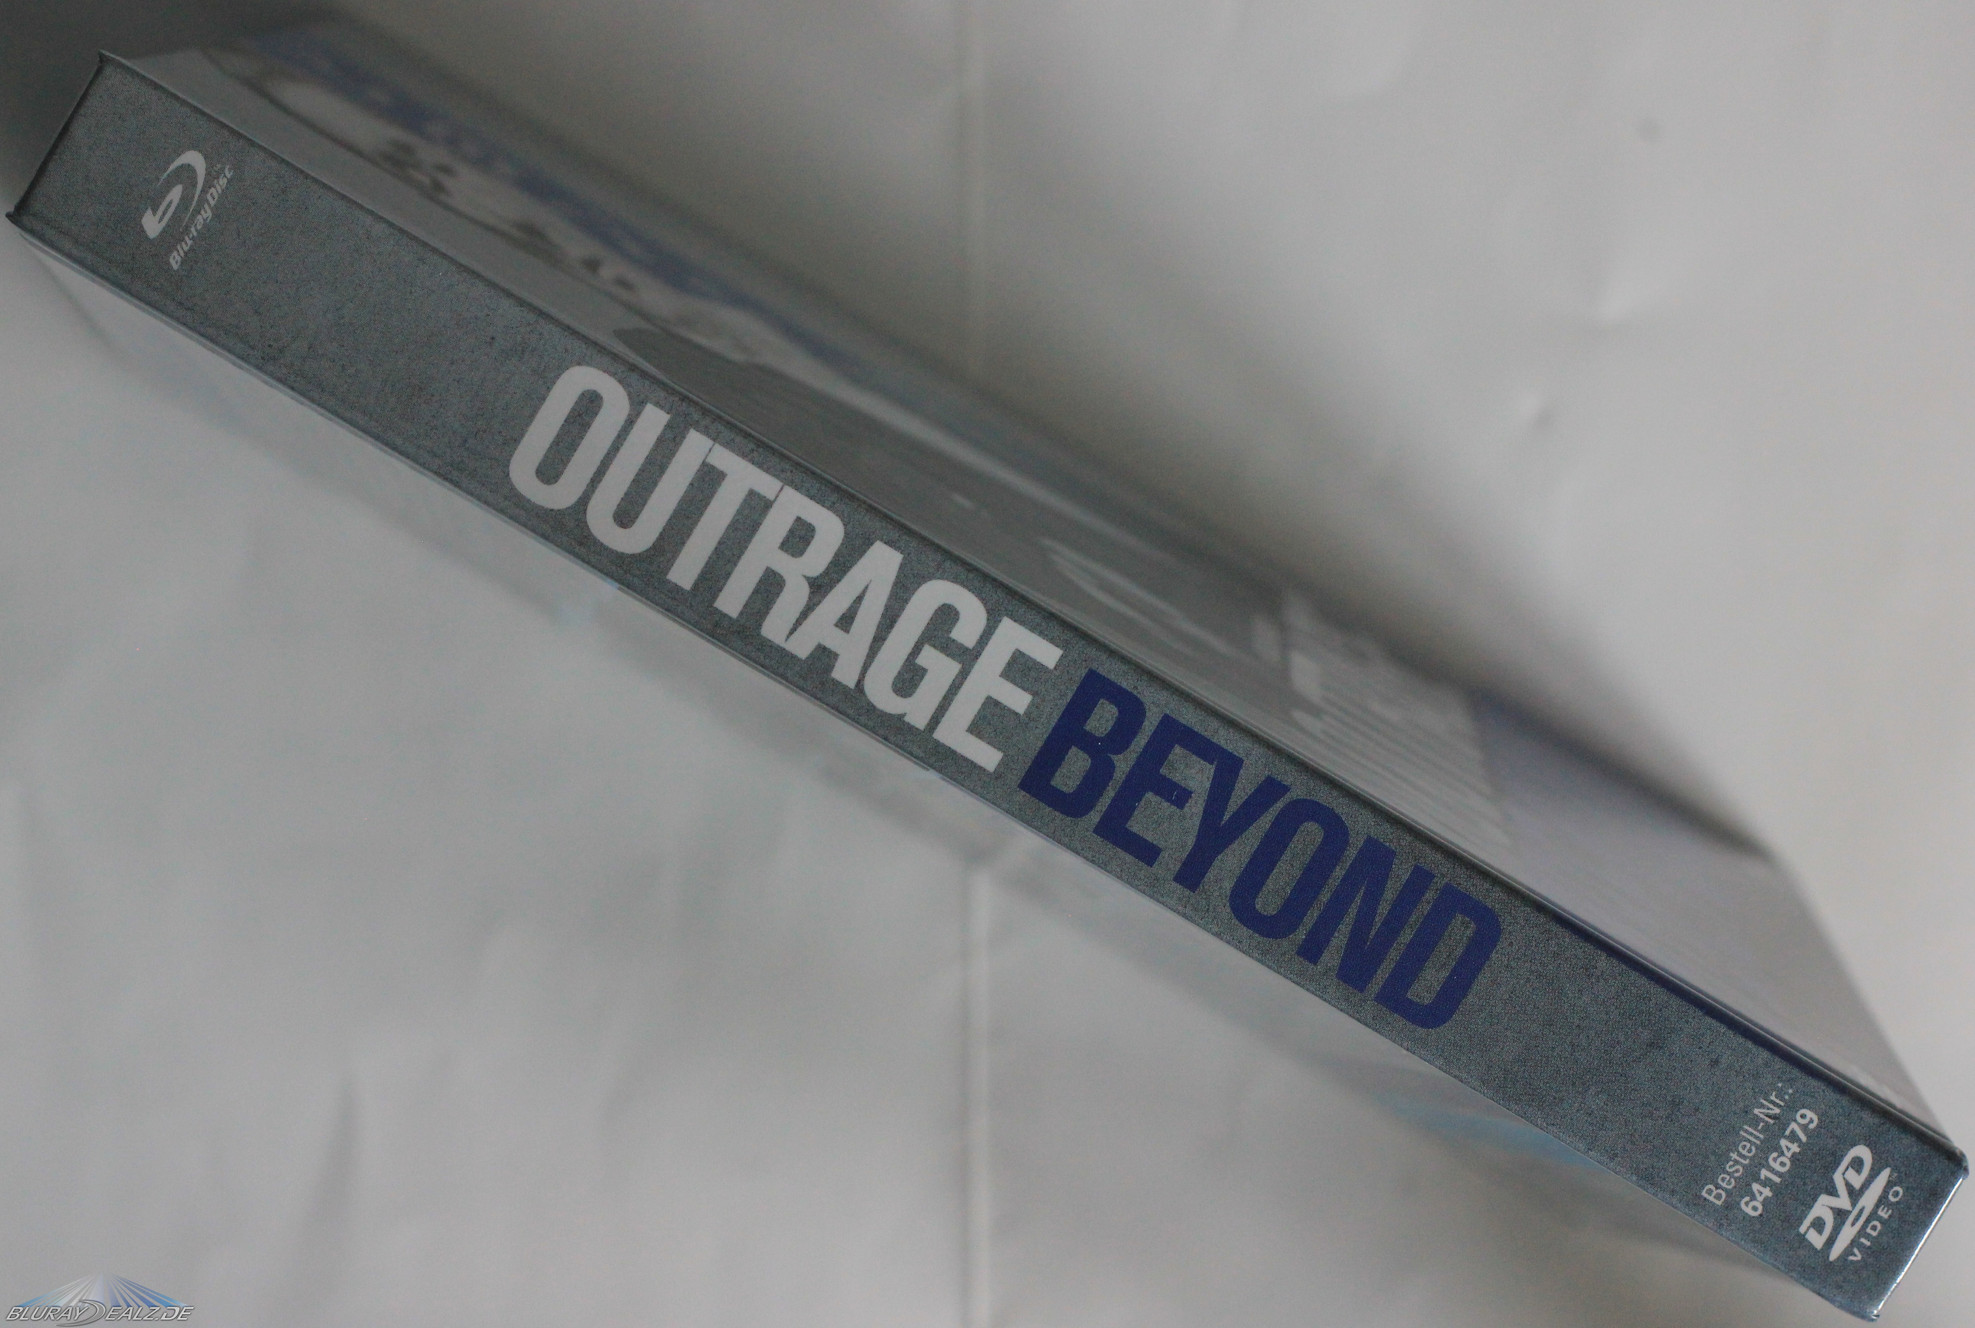 Blu-ray Disc
OUTRAGE BEYOND
Bestell-Nr.:
6416479
DVD
VIDEO
BLURAYDEALZ.DE